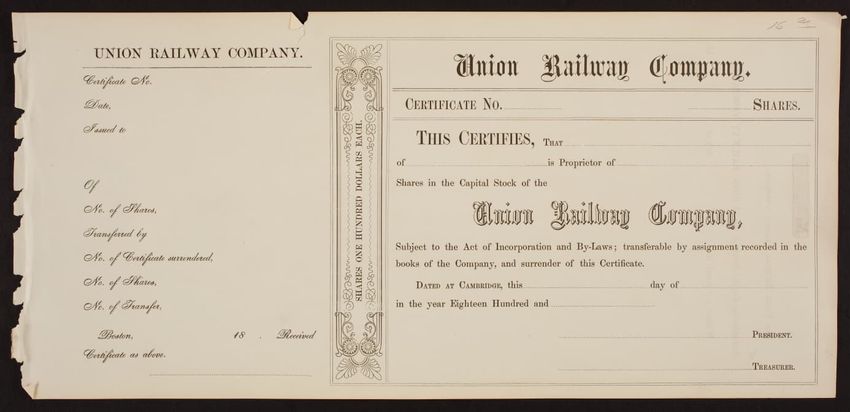 UNION RAILWAY COMPANY.
Certificate No.
Date,
Issued to
Of
No. of Shares,
Transferred by
No. of Certificate surrendered,
No. of Shares,
No. of Transfer,
Boston, 18 . Received
Certificate as above.
SHARES ONE HUNDRED DOLLARS EACH.
Union Railway Company.
CERTIFICATE NO. SHARES.
THIS CERTIFIES, THAT
of is Proprietor of
Shares in the Capital Stock of the
Union Railway Company,
Subject to the Act of Incorporation and By-Laws; transferable by assignment recorded in the
books of the Company, and surrender of this Certificate.
DATED AT CAMBRIDGE, this day of
in the year Eighteen Hundred and
PRESIDENT.
TREASURER.